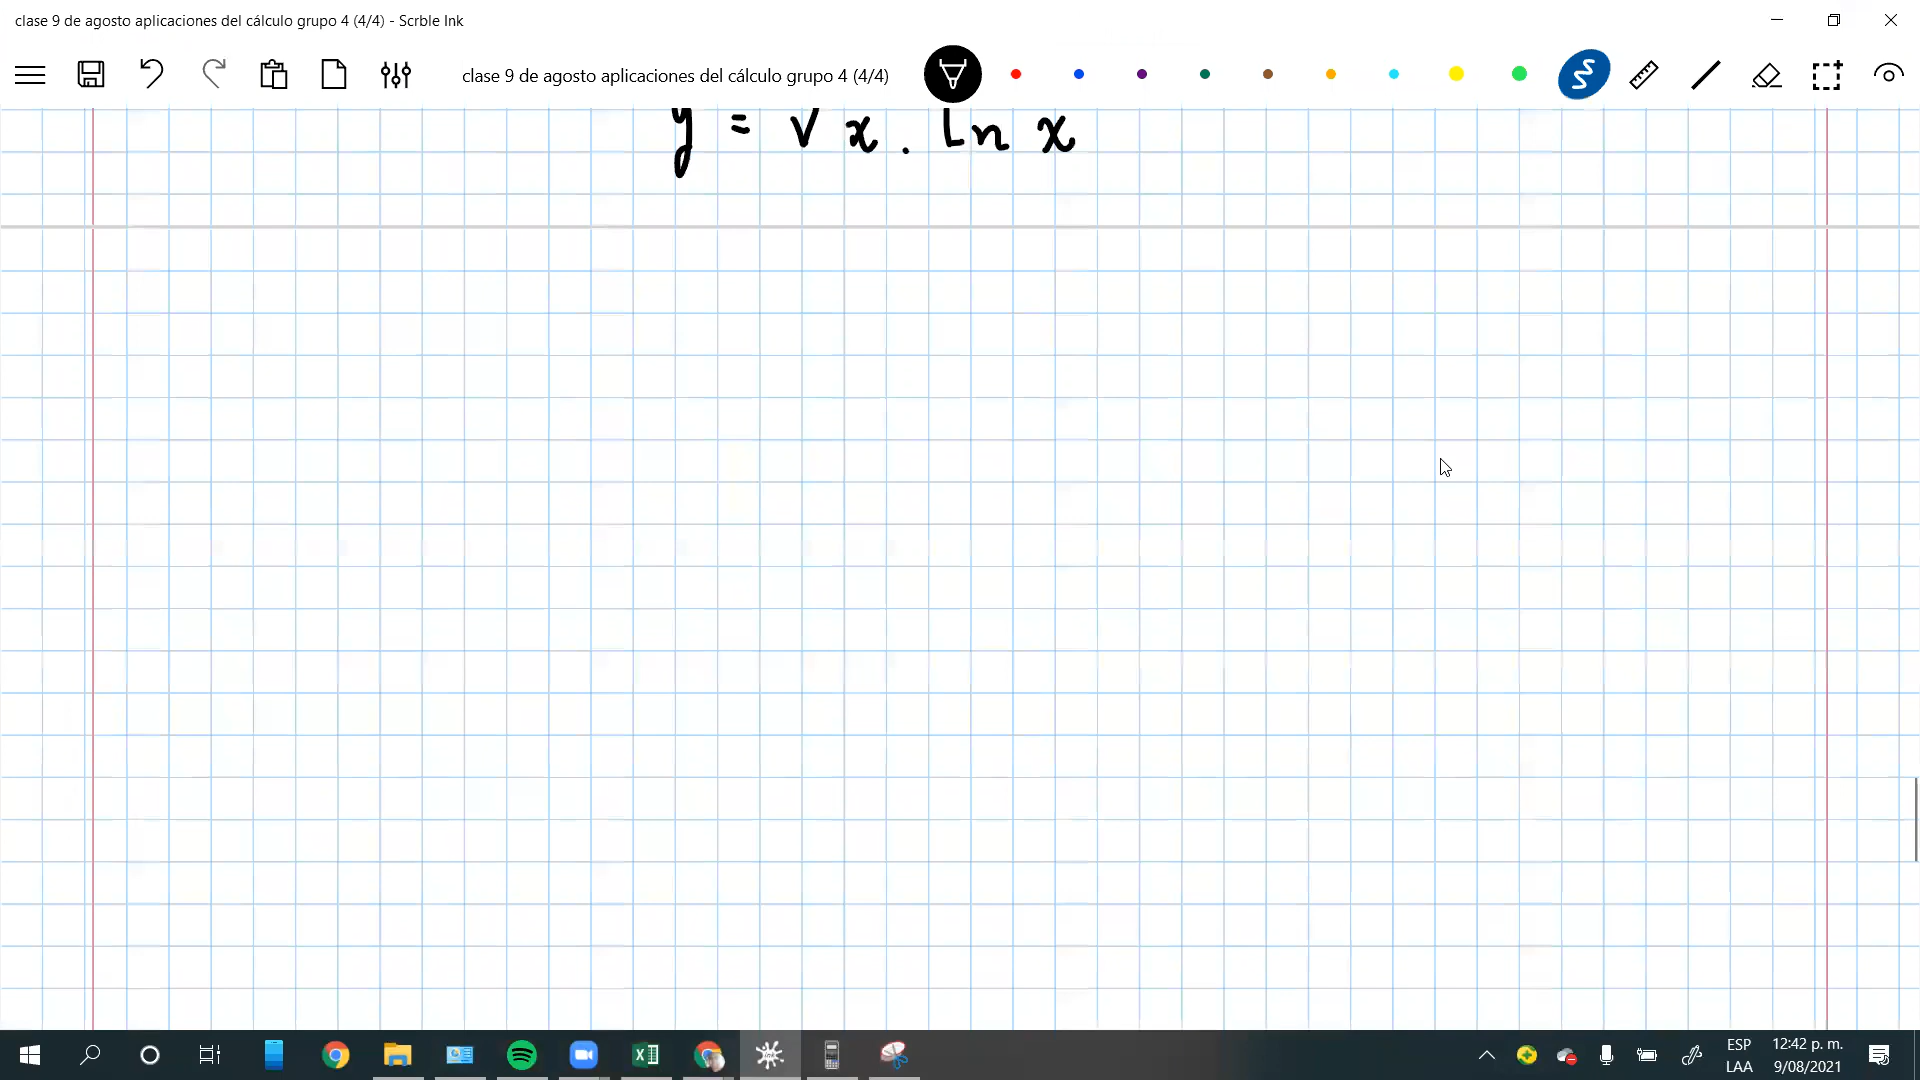 clase 9 de agosto aplicaciones del cálculo grupo 4 (4/4) - Scrble Ink
clase 9 de agosto aplicaciones del cálculo grupo 4 (4/4)
y = √ x . Ln x
ESP
LAA
12:42 p. m.
9/08/2021